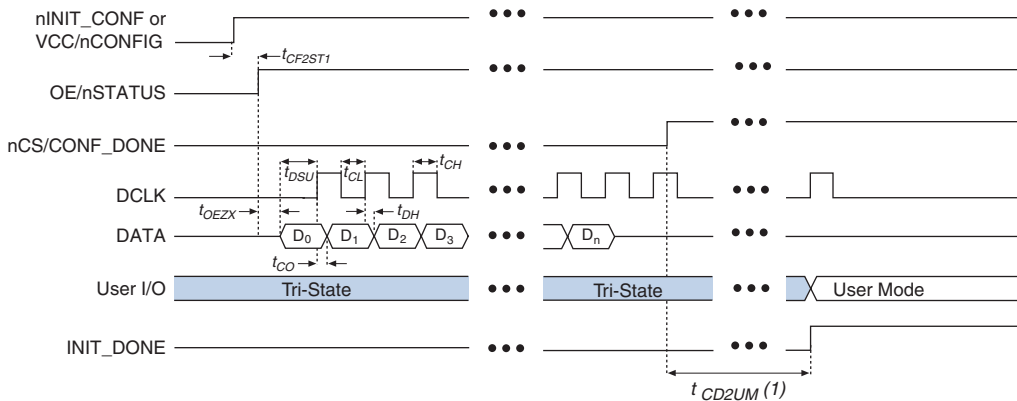 nINIT_CONF or
VCC/nCONFIG
tCF2ST1
OE/nSTATUS
nCS/CONF_DONE
tDSU
tCL
tCH
DCLK
tOEZX
tDH
DATA
D0
D1
D2
D3
Dn
tCO
User I/O
Tri-State
Tri-State
User Mode
INIT_DONE
t CD2UM (1)